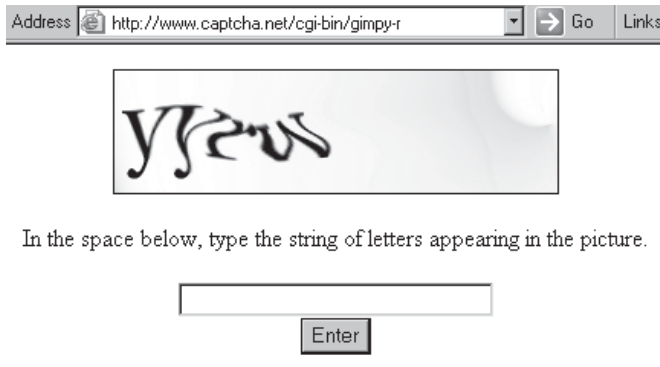 Address http://www.captcha.net/cgi-bin/gimpy-r Go Links
In the space below, type the string of letters appearing in the picture.
Enter